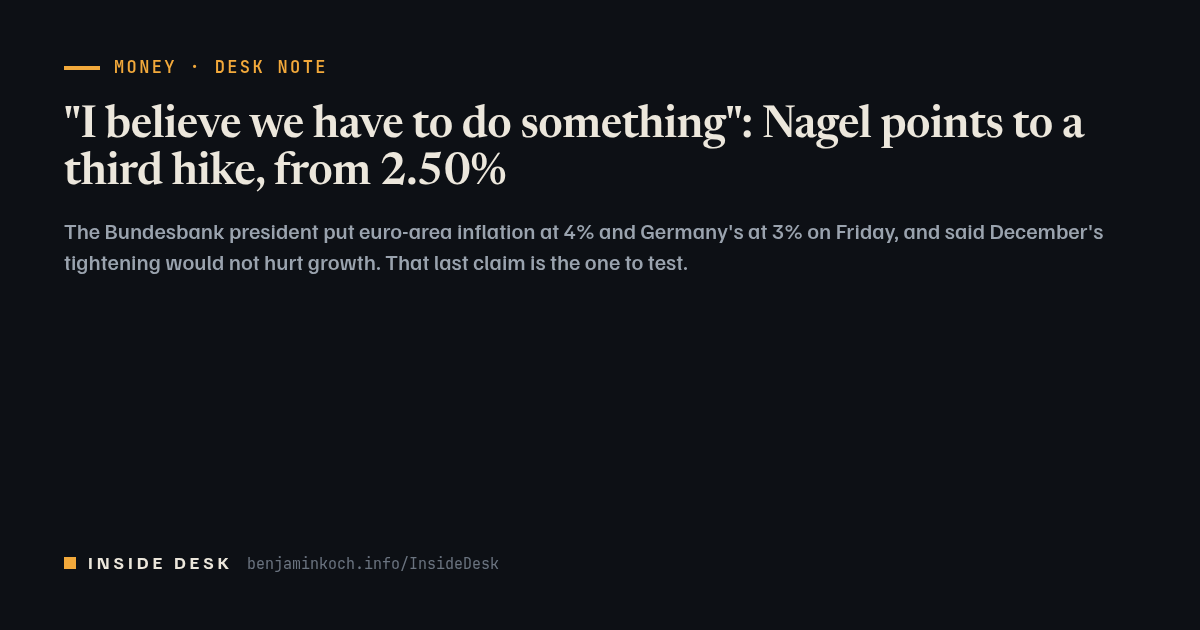 MONEY · DESK NOTE
"I believe we have to do something": Nagel points to a
third hike, from 2.50%
The Bundesbank president put euro-area inflation at 4% and Germany's at 3% on Friday, and said December's
tightening would not hurt growth. That last claim is the one to test.
INSIDE DESK benjaminkoch.info/InsideDesk